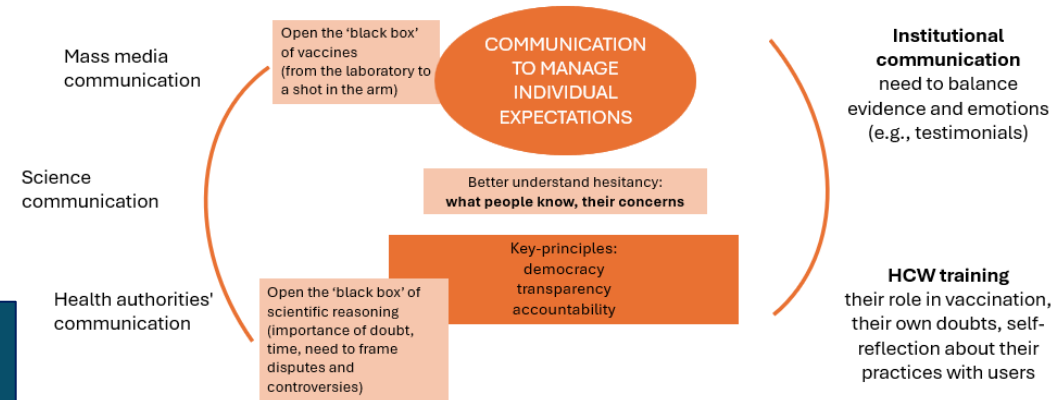 Mass media
communication
Science
communication
Health authorities'
communication
Open the ‘black box’
of vaccines
(from the laboratory to
a shot in the arm)
COMMUNICATION
TO MANAGE
INDIVIDUAL
EXPECTATIONS
Better understand hesitancy:
what people know, their concerns
Key-principles:
democracy
transparency
accountability
Open the ‘black box’ of
scientific reasoning
(importance of doubt,
time, need to frame
disputes and
controversies)
Institutional
communication
need to balance
evidence and emotions
(e.g., testimonials)
HCW training
their role in vaccination,
their own doubts, self-
reflection about their
practices with users